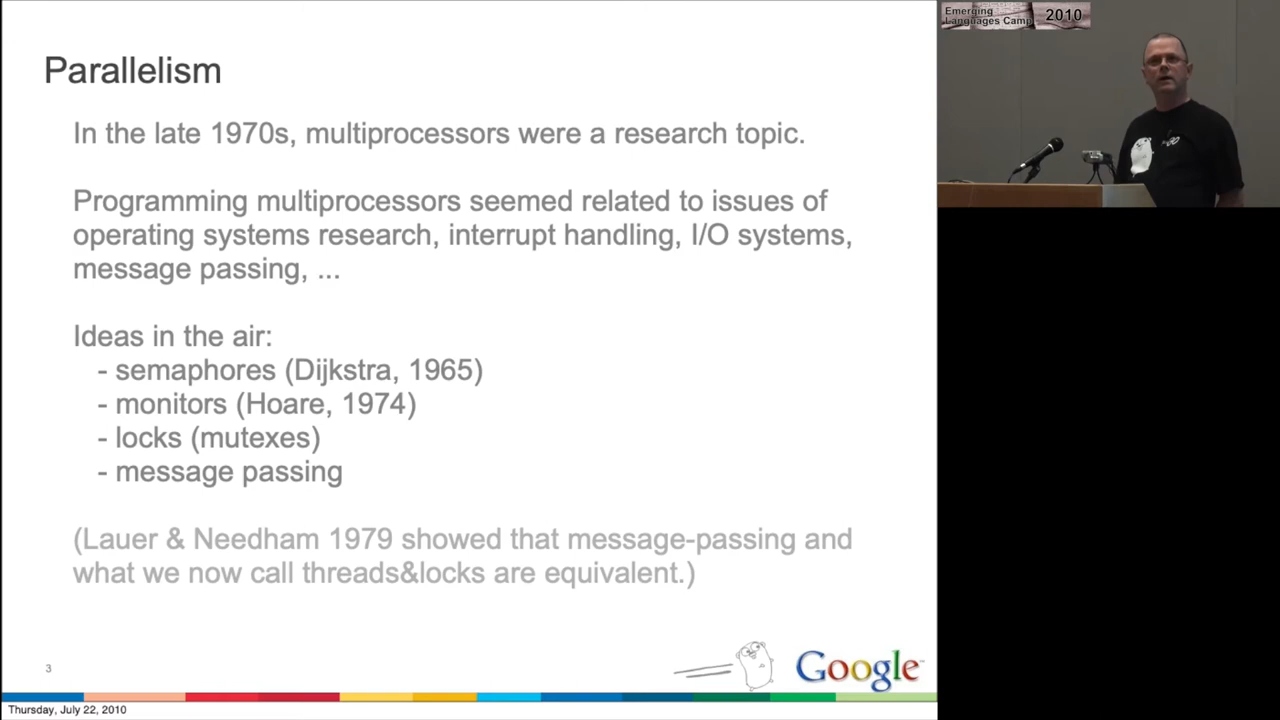 Parallelism
In the late 1970s, multiprocessors were a research topic.
Programming multiprocessors seemed related to issues of
operating systems research, interrupt handling, I/O systems,
message passing, ...
Ideas in the air:
- semaphores (Dijkstra, 1965)
- monitors (Hoare, 1974)
- locks (mutexes)
- message passing
(Lauer & Needham 1979 showed that message-passing and
what we now call threads&locks are equivalent.)
3
Google
Thursday, July 22, 2010
Emerging
Languages Camp 2010